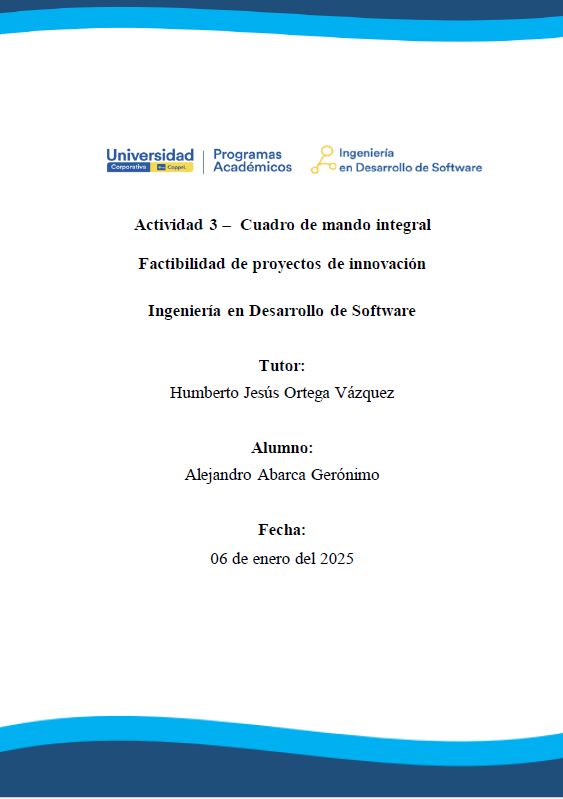 Universidad
Corporativa Coppel.
Programas
Académicos
Ingeniería
en Desarrollo de Software
Actividad 3 – Cuadro de mando integral
Factibilidad de proyectos de innovación
Ingeniería en Desarrollo de Software
Tutor:
Humberto Jesús Ortega Vázquez
Alumno:
Alejandro Abarca Gerónimo
Fecha:
06 de enero del 2025